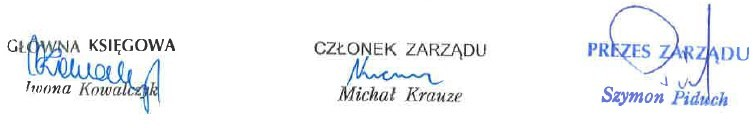 GŁÓWNA KSIĘGOWA
Iwona Kowalczyk
CZŁONEK ZARZĄDU
Michał Krauze
PREZES ZARZĄDU
Szymon Piduch